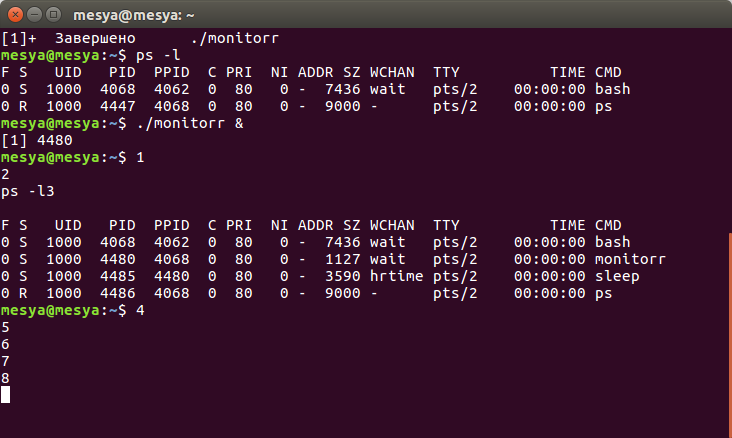 mesya@mesya: ~
[1]+  Завершено      ./monitorr
mesya@mesya:~$ ps -l
F S   UID   PID  PPID  C PRI  NI ADDR SZ WCHAN  TTY          TIME CMD
0 S  1000  4068  4062  0  80   0 -  7436 wait   pts/2    00:00:00 bash
0 R  1000  4447  4068  0  80   0 -  9000 -      pts/2    00:00:00 ps
mesya@mesya:~$ ./monitorr &
[1] 4480
mesya@mesya:~$ 1
2
ps -l3
F S   UID   PID  PPID  C PRI  NI ADDR SZ WCHAN  TTY          TIME CMD
0 S  1000  4068  4062  0  80   0 -  7436 wait   pts/2    00:00:00 bash
0 S  1000  4480  4068  0  80   0 -  1127 wait   pts/2    00:00:00 monitorr
0 S  1000  4485  4480  0  80   0 -  3590 hrtime pts/2    00:00:00 sleep
0 R  1000  4486  4068  0  80   0 -  9000 -      pts/2    00:00:00 ps
mesya@mesya:~$ 4
5
6
7
8